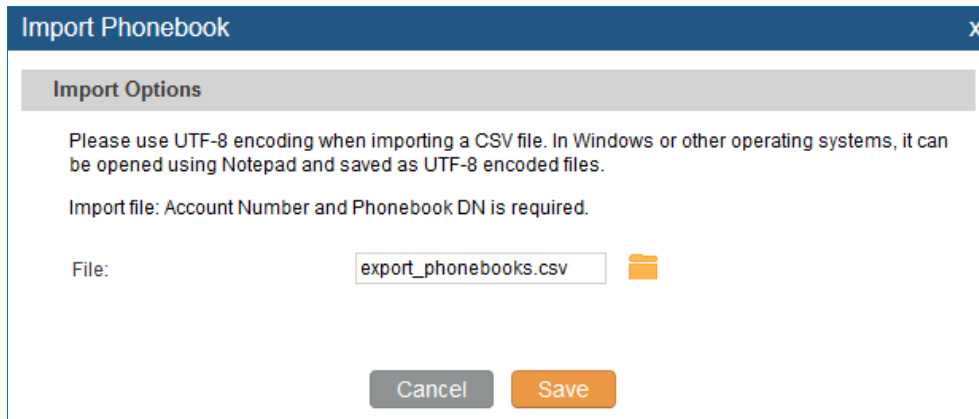 Import Phonebook x
Import Options
Please use UTF-8 encoding when importing a CSV file. In Windows or other operating systems, it can
be opened using Notepad and saved as UTF-8 encoded files.
Import file: Account Number and Phonebook DN is required.
File: export_phonebooks.csv
Cancel Save